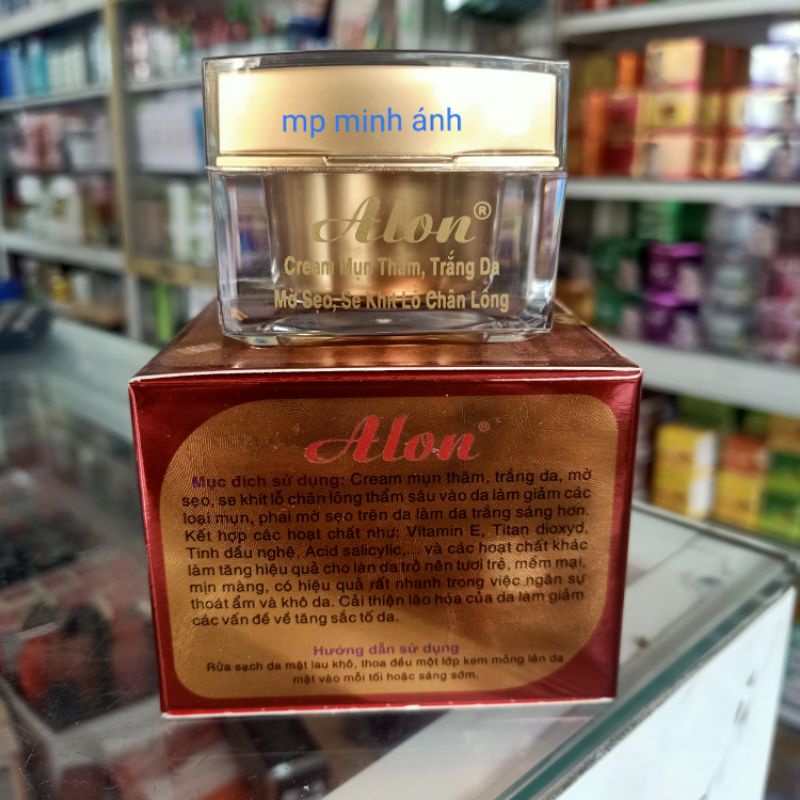 mp minh ánh
Alon®
Cream Mụn Thâm, Trắng Da
Mờ Sẹo, Se Khít Lỗ Chân Lông
Alon®
Mục đích sử dụng: Cream mụn thâm, trắng da, mờ
sẹo, se khít lỗ chân lông thẩm sâu vào da làm giảm các
loại mụn, phai mờ sẹo trên da làm da trắng sáng hơn.
Kết hợp các hoạt chất như: Vitamin E, Titan dioxyd,
Tinh dầu nghệ, Acid salicylic,... và các hoạt chất khác
làm tăng hiệu quả cho làn da trở nên tươi trẻ, mềm mại,
mịn màng, có hiệu quả rất nhanh trong việc ngăn sự
thoát ẩm và khô da. Cải thiện lão hóa của da làm giảm
các vấn đề về tăng sắc tố da.
Hướng dẫn sử dụng
Rửa sạch da mặt lau khô, thoa đều một lớp kem mỏng lên da
mặt vào mỗi tối hoặc sáng sớm.